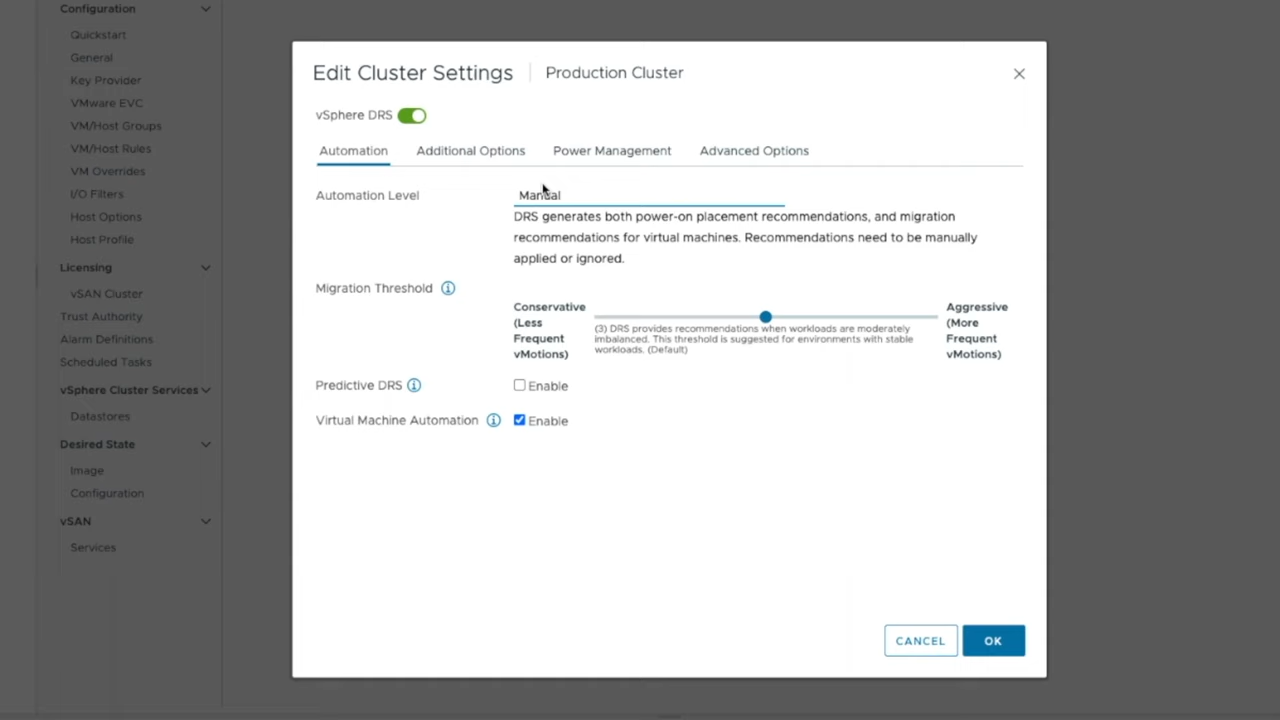 Configuration
Quickstart
General
Key Provider
VMware EVC
VM/Host Groups
VM/Host Rules
VM Overrides
I/O Filters
Host Options
Host Profile
Licensing
vSAN Cluster
Trust Authority
Alarm Definitions
Scheduled Tasks
vSphere Cluster Services
Datastores
Desired State
Image
Configuration
vSAN
Services
Edit Cluster Settings
Production Cluster
vSphere DRS
Automation
Additional Options
Power Management
Advanced Options
Automation Level
Manual
DRS generates both power-on placement recommendations, and migration
recommendations for virtual machines. Recommendations need to be manually
applied or ignored.
Migration Threshold
Conservative
(Less
Frequent
vMotions)
(3) DRS provides recommendations when workloads are moderately
imbalanced. This threshold is suggested for environments with stable
workloads. (Default)
Aggressive
(More
Frequent
vMotions)
Predictive DRS
Enable
Virtual Machine Automation
Enable
CANCEL
OK